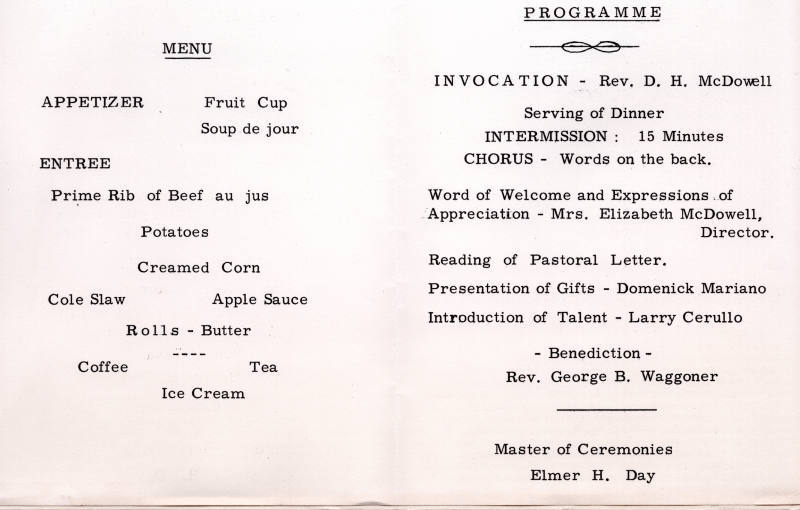 MENU
APPETIZER Fruit Cup
Soup de jour
ENTREE
Prime Rib of Beef au jus
Potatoes
Creamed Corn
Cole Slaw Apple Sauce
Rolls - Butter
----
Coffee Tea
Ice Cream
PROGRAMME
INVOCATION - Rev. D. H. McDowell
Serving of Dinner
INTERMISSION : 15 Minutes
CHORUS - Words on the back.
Word of Welcome and Expressions of
Appreciation - Mrs. Elizabeth McDowell,
Director.
Reading of Pastoral Letter.
Presentation of Gifts - Domenick Mariano
Introduction of Talent - Larry Cerullo
- Benediction -
Rev. George B. Waggoner
Master of Ceremonies
Elmer H. Day